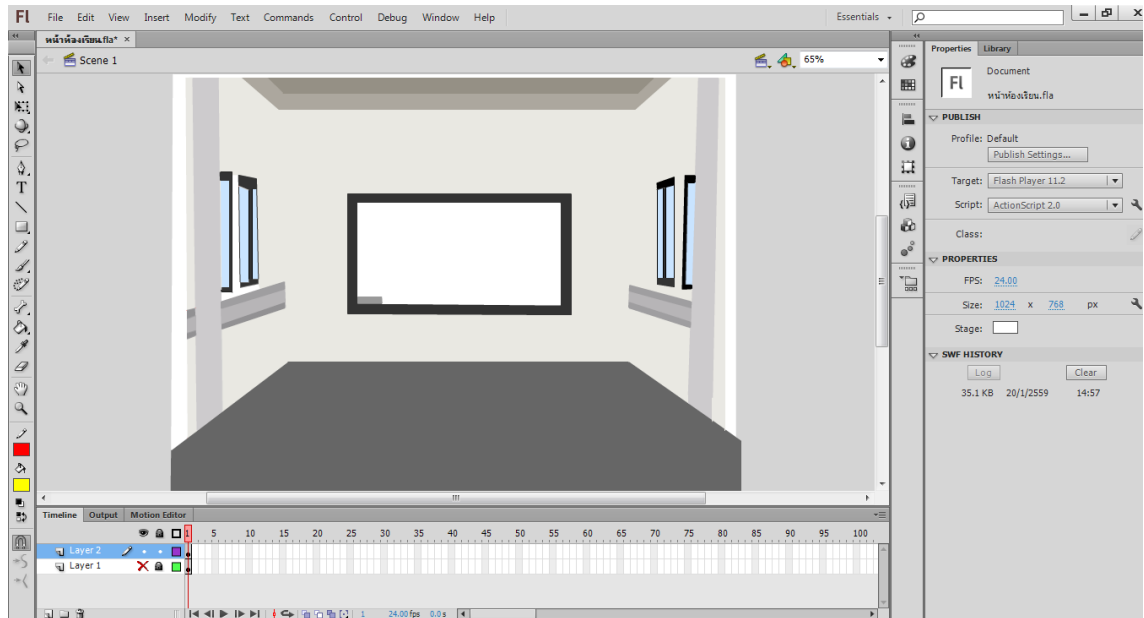 Fl File Edit View Insert Modify Text Commands Control Debug Window Help Essentials
หน้าห้องเรียน.fla* ×
Scene 1 65%
Properties Library
Fl Document
หน้าห้องเรียน.fla
PUBLISH
Profile: Default
Publish Settings...
Target: Flash Player 11.2
Script: ActionScript 2.0
Class:
PROPERTIES
FPS: 24.00
Size: 1024 x 768 px
Stage:
SWF HISTORY
Log Clear
35.1 KB 20/1/2559 14:57
Timeline Output Motion Editor
1 5 10 15 20 25 30 35 40 45 50 55 60 65 70 75 80 85 90 95 100
Layer 2
Layer 1
1 24.00 fps 0.0 s